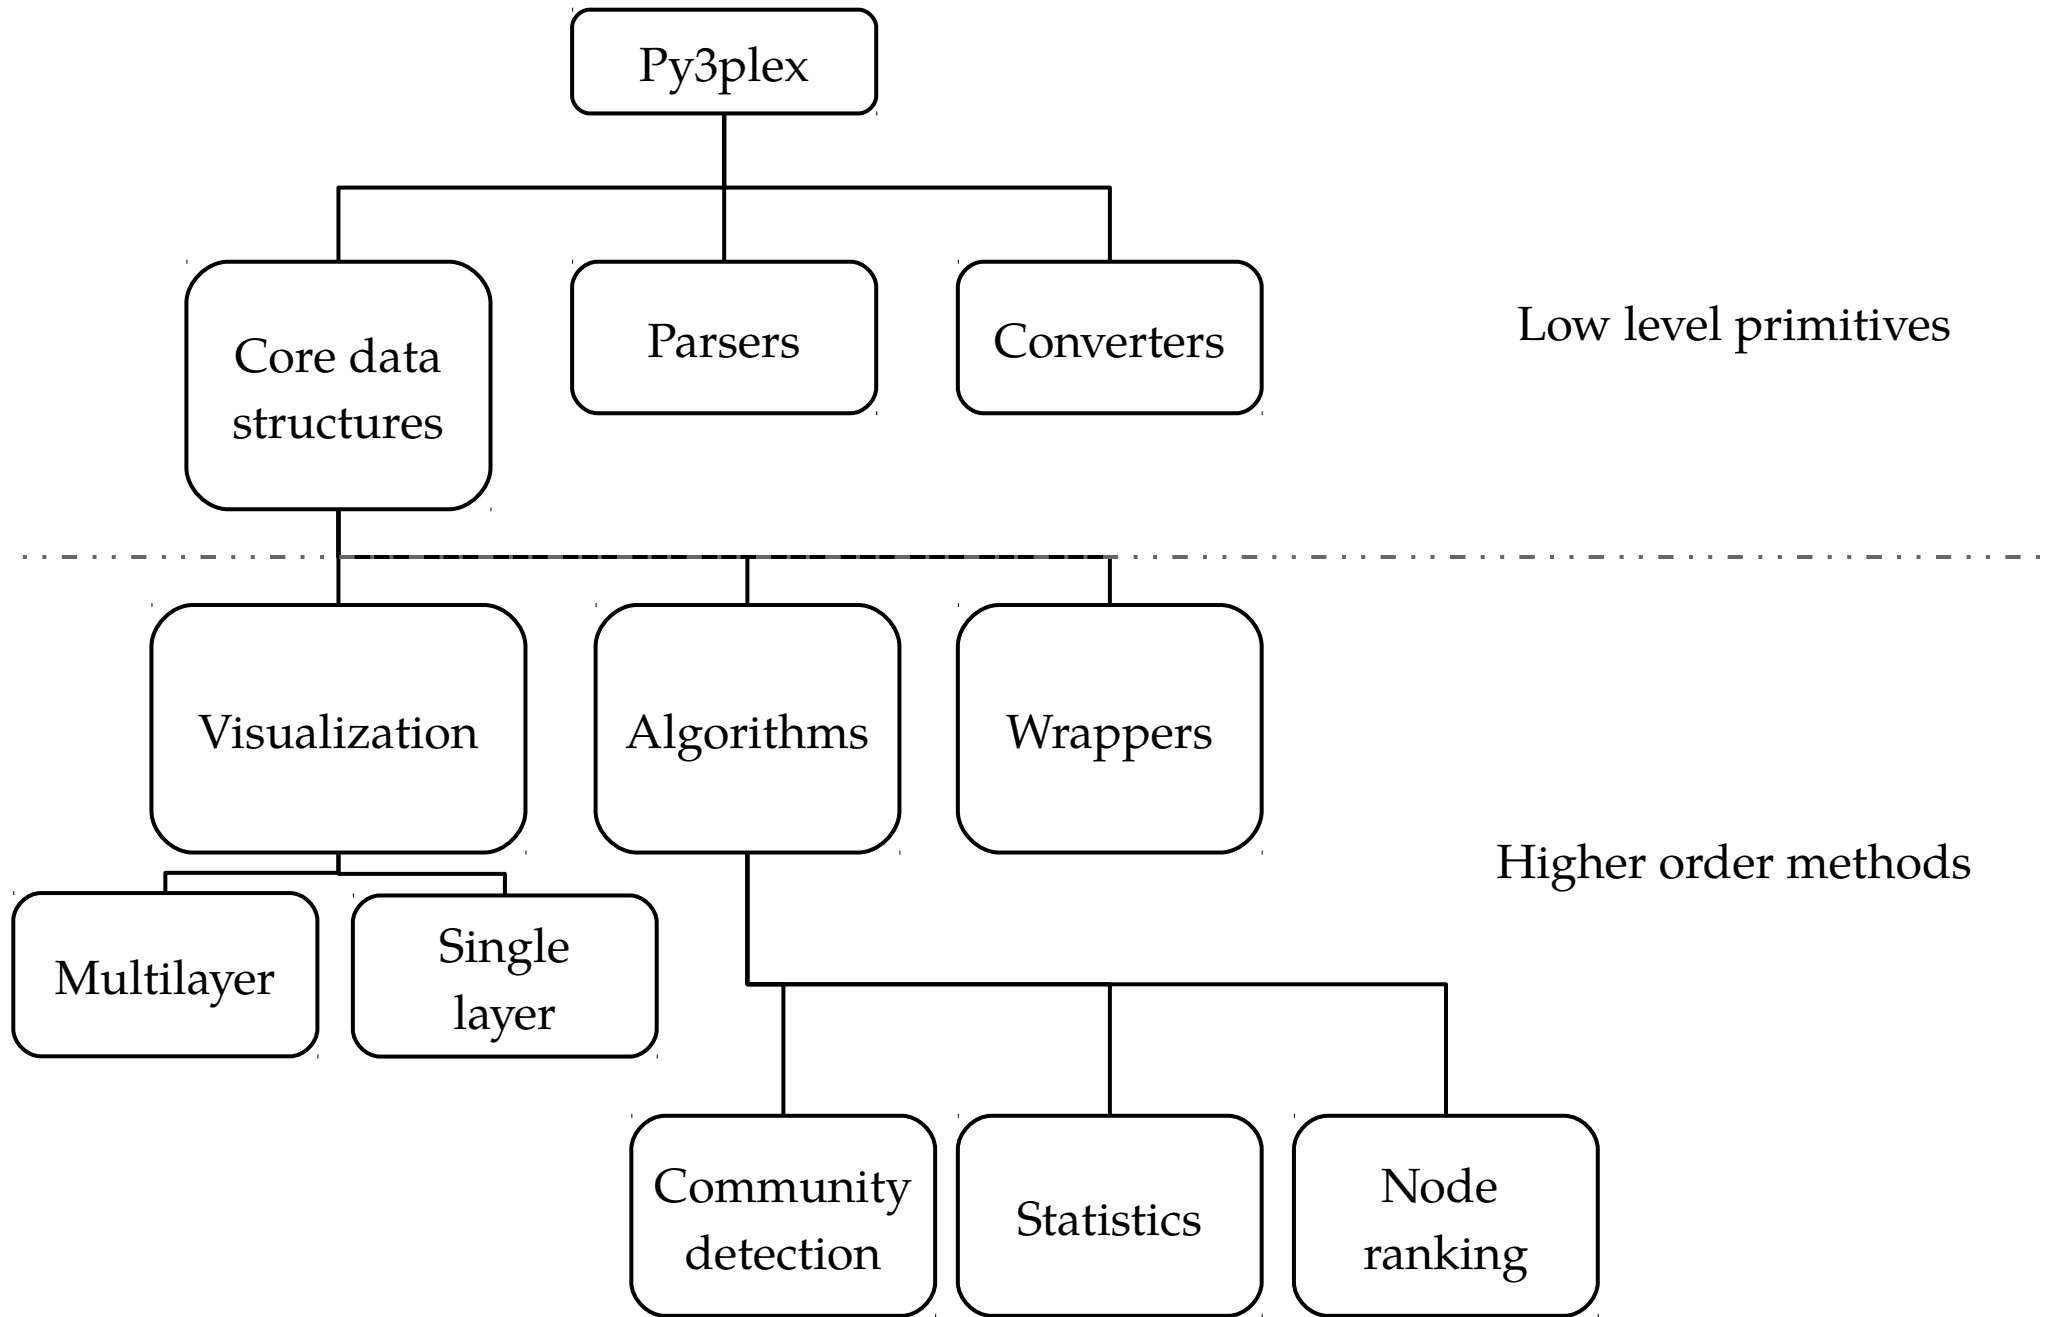 Py3plex
Core data
structures
Parsers
Converters
Low level primitives
Visualization
Algorithms
Wrappers
Higher order methods
Multilayer
Single
layer
Community
detection
Statistics
Node
ranking